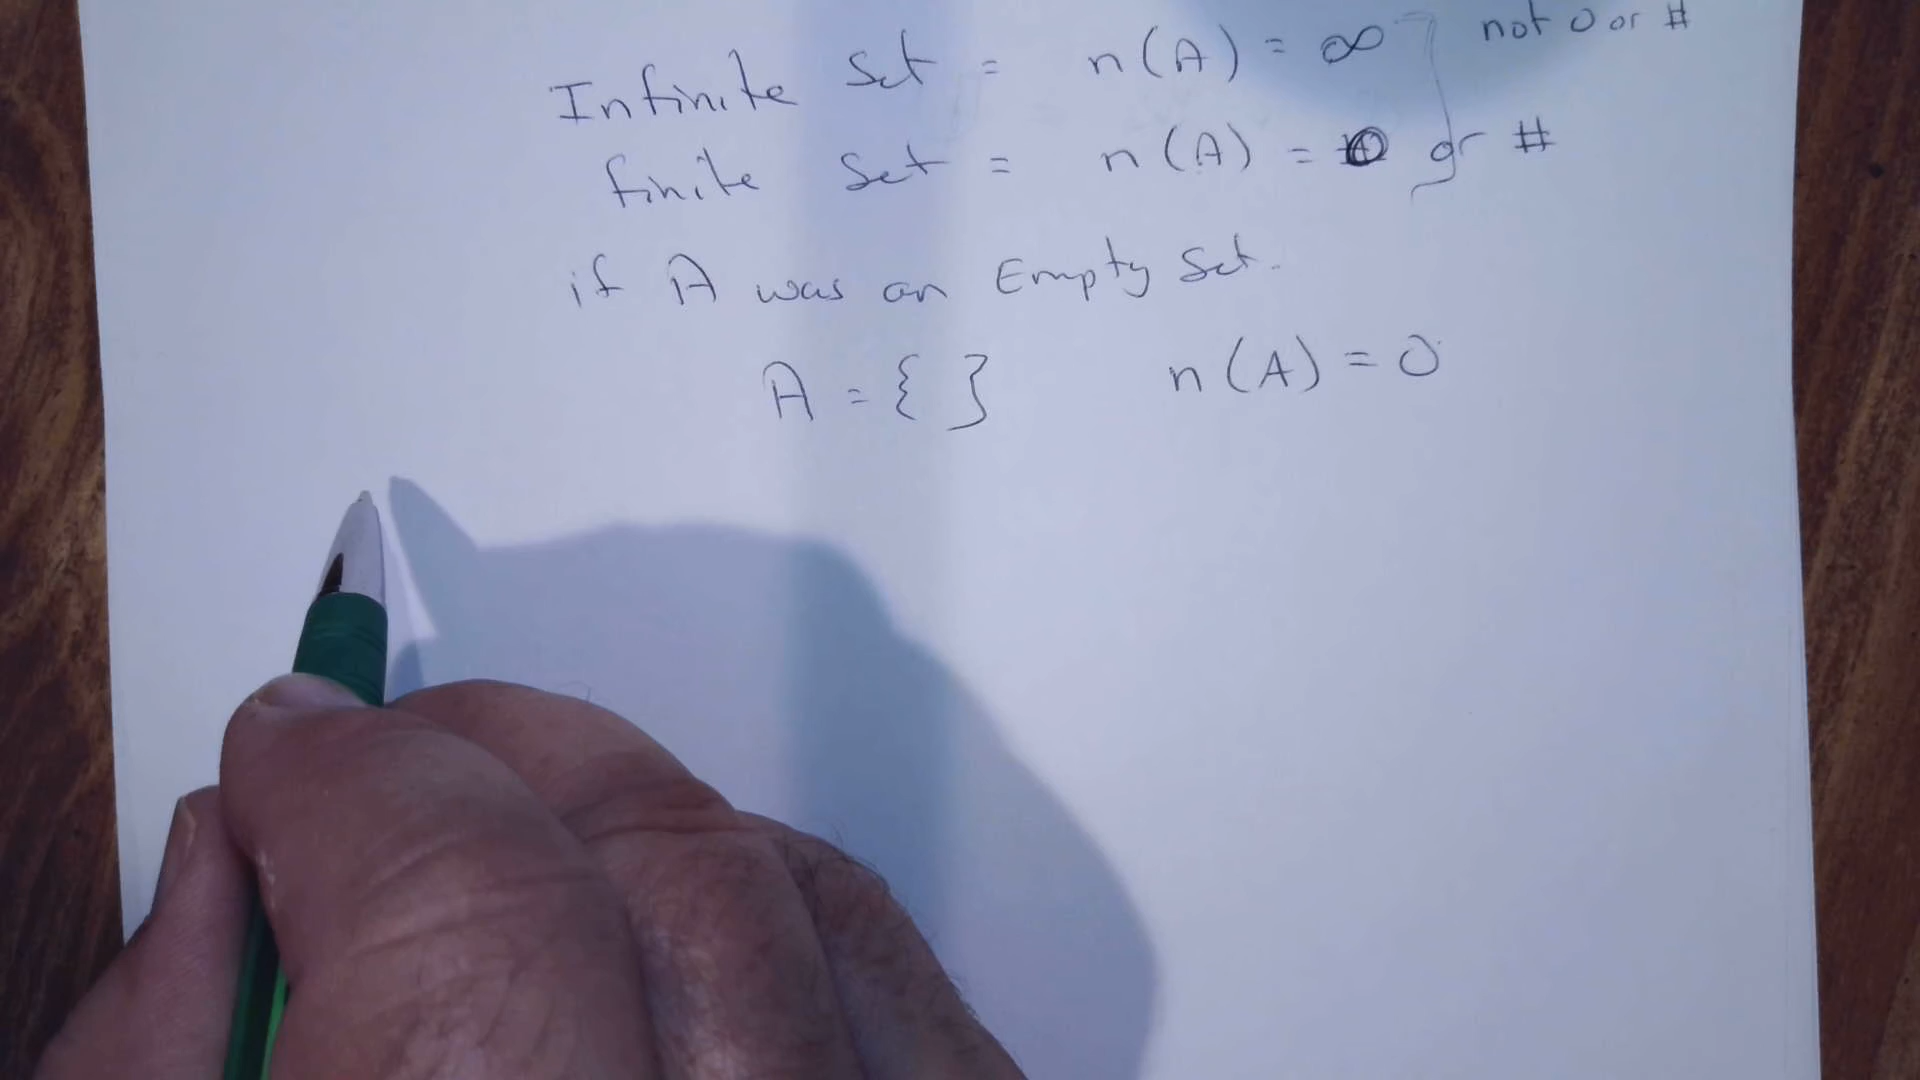 Infinite Set = n(A) = ∞ not 0 or #
finite Set = n(A) = 0 or #
if A was an Empty Set.
A = { } n(A) = 0